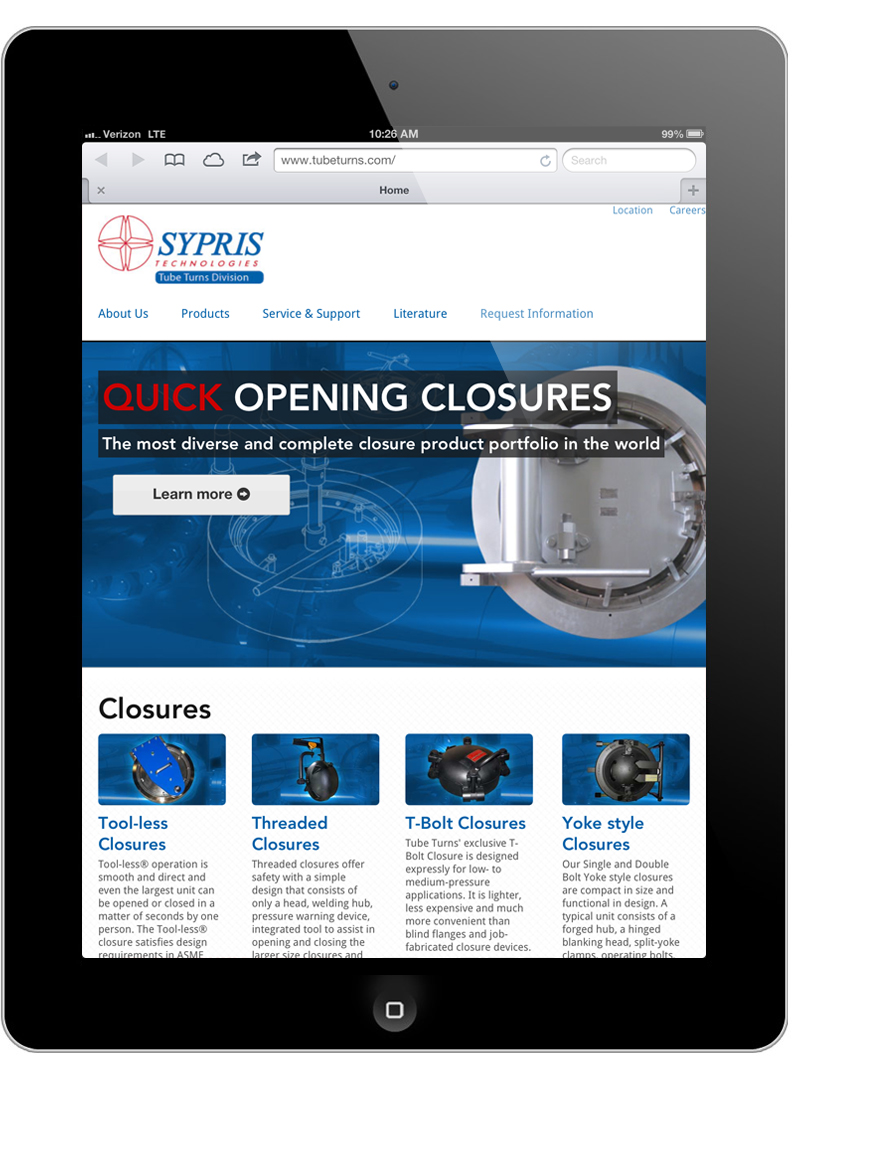 Verizon LTE 10:26 AM 99%
www.tubeturns.com/ Search
Home
Location Careers
SYPRIS
TECHNOLOGIES
Tube Turns Division
About Us Products Service & Support Literature Request Information
QUICK OPENING CLOSURES
The most diverse and complete closure product portfolio in the world
Learn more
Closures
Tool-less
Closures
Tool-less® operation is
smooth and direct and
even the largest unit can
be opened or closed in a
matter of seconds by one
person. The Tool-less®
closure satisfies design
requirements in ASME
Threaded
Closures
Threaded closures offer
safety with a simple
design that consists of
only a head, welding hub,
pressure warning device,
integrated tool to assist in
opening and closing the
larger size closures and
T-Bolt Closures
Tube Turns' exclusive T-
Bolt Closure is designed
expressly for low- to
medium-pressure
applications. It is lighter,
less expensive and much
more convenient than
blind flanges and job-
fabricated closure devices.
Yoke style
Closures
Our Single and Double
Bolt Yoke style closures
are compact in size and
functional in design. A
typical unit consists of a
forged hub, a hinged
blanking head, split-yoke
clamps, operating bolts